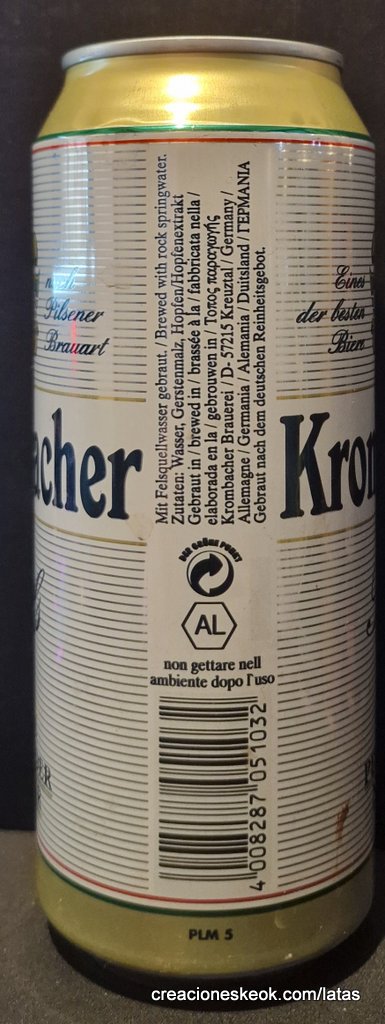 nach
Pilsener
Brauart
acher
Mit Felsquellwasser gebraut. / Brewed with rock springwater.
Zutaten: Wasser, Gerstenmalz, Hopfen/Hopfenextrakt
Gebraut in / brewed in / brassée à la / fabbricata nella /
elaborada en la / gebrouwen in / Τοπος παραγωγής
Krombacher Brauerei / D- 57215 Kreuztal / Germany /
Allemagne / Germania / Alemania / Duitsland / ΓΕΡΜΑΝΙΑ
Gebraut nach dem deutschen Reinheitsgebot.
DER GRÜNE PUNKT
AL
non gettare nell
ambiente dopo l'uso
4 008287 051032
Eines
der besten
Biere
Kron
PLM 5
creacioneskeok.com/latas